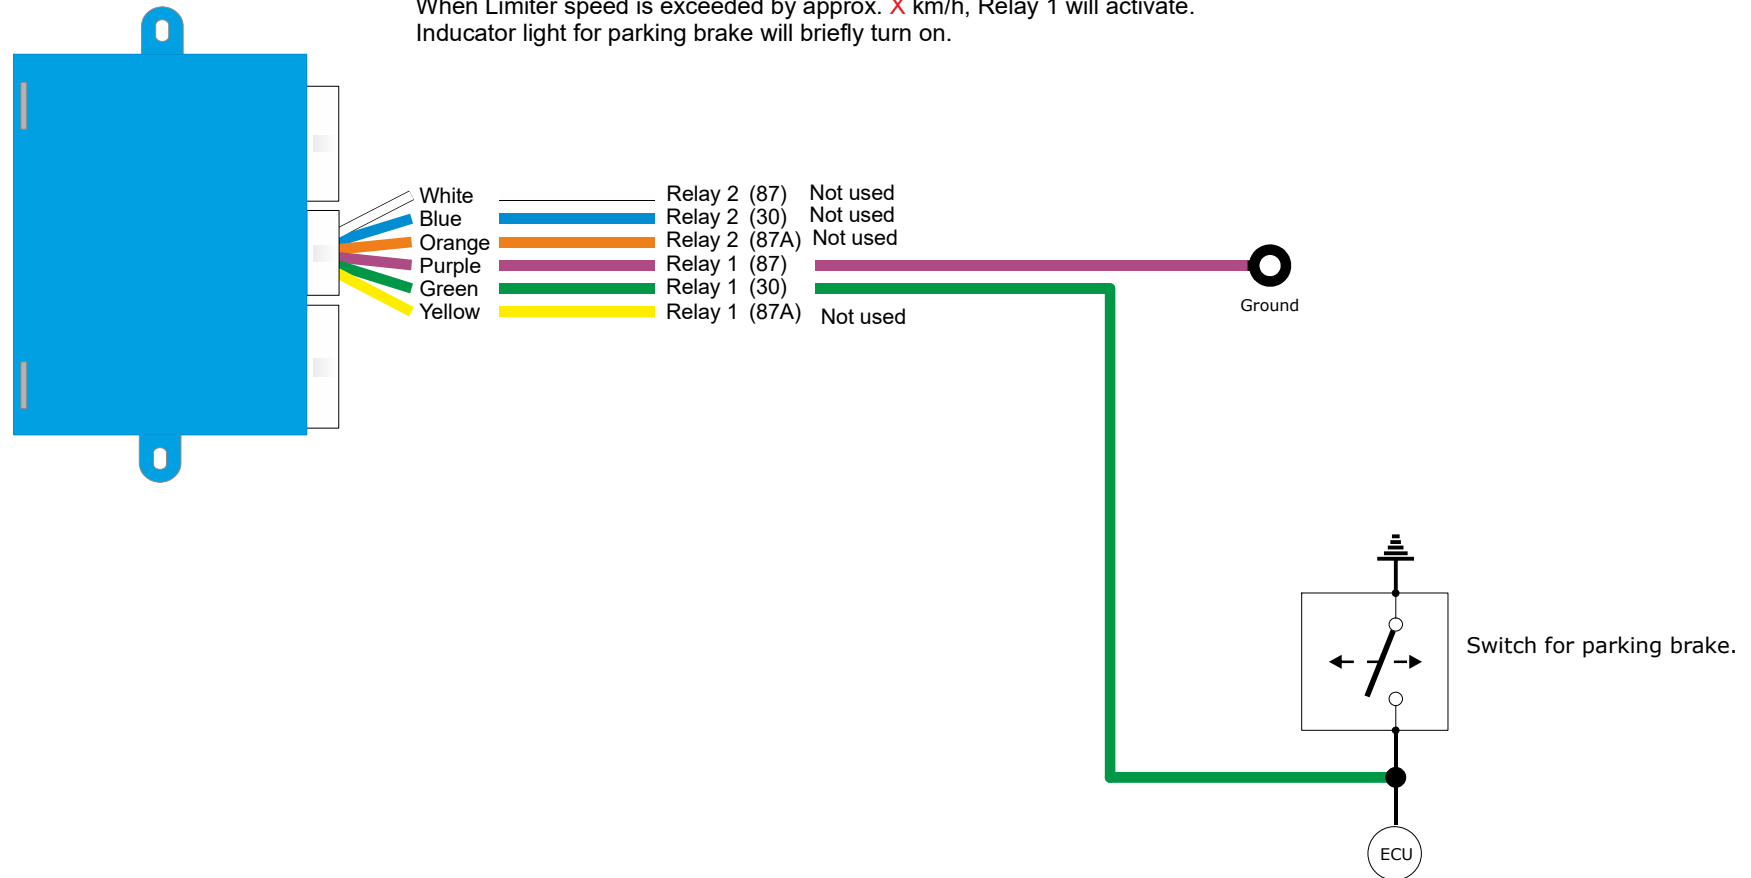 When Limiter speed is exceeded by approx. X km/h, Relay 1 will activate.
Inducator light for parking brake will briefly turn on.
White Relay 2 (87) Not used
Blue Relay 2 (30) Not used
Orange Relay 2 (87A) Not used
Purple Relay 1 (87)
Green Relay 1 (30)
Yellow Relay 1 (87A) Not used
Ground
Switch for parking brake.
ECU